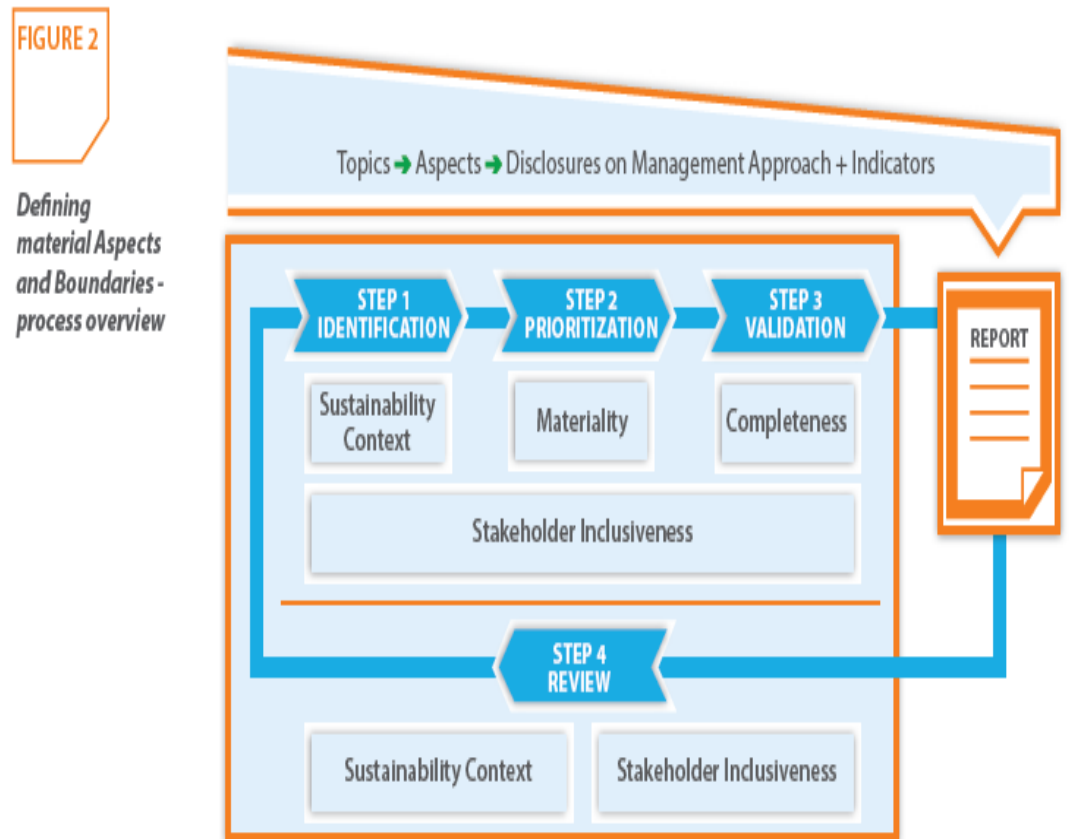 FIGURE 2
Defining
material Aspects
and Boundaries -
process overview
Topics ➔ Aspects ➔ Disclosures on Management Approach + Indicators
STEP 1
IDENTIFICATION
STEP 2
PRIORITIZATION
STEP 3
VALIDATION
REPORT
Sustainability
Context
Materiality
Completeness
Stakeholder Inclusiveness
STEP 4
REVIEW
Sustainability Context
Stakeholder Inclusiveness